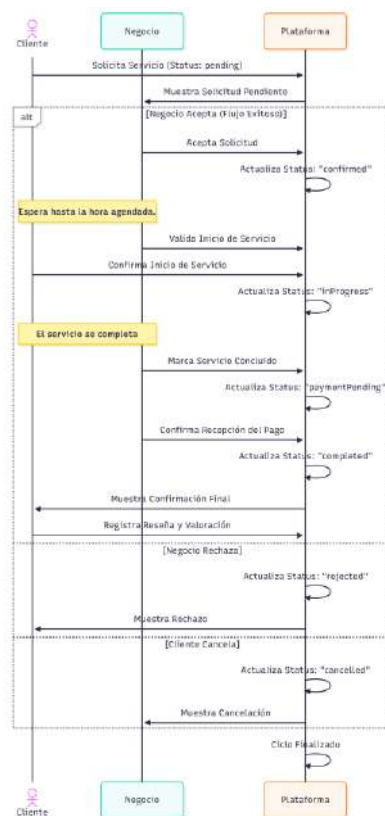 Cliente
Negocio
Plataforma
Solicita Servicio (Status: pending)
Muestra Solicitud Pendiente
alt
[Negocio Acepta (Flujo Exitoso)]
Acepta Solicitud
Actualiza Status: "confirmed"
Espera hasta la hora agendada.
Valida Inicio de Servicio
Confirma Inicio de Servicio
Actualiza Status: "inProgress"
El servicio se completa
Marca Servicio Concluido
Actualiza Status: "paymentPending"
Confirma Recepción del Pago
Actualiza Status: "completed"
Muestra Confirmación Final
Registra Reseña y Valoración
[Negocio Rechaza]
Actualiza Status: "rejected"
Muestra Rechazo
[Cliente Cancela]
Actualiza Status: "cancelled"
Muestra Cancelación
Ciclo Finalizado
Cliente
Negocio
Plataforma